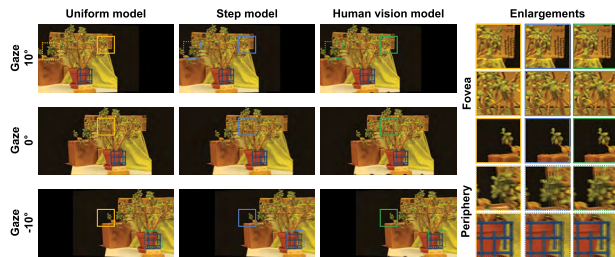 Uniform model Step model Human vision model Enlargements
Gaze
10°
Gaze
0°
Gaze
-10°
Fovea
Periphery